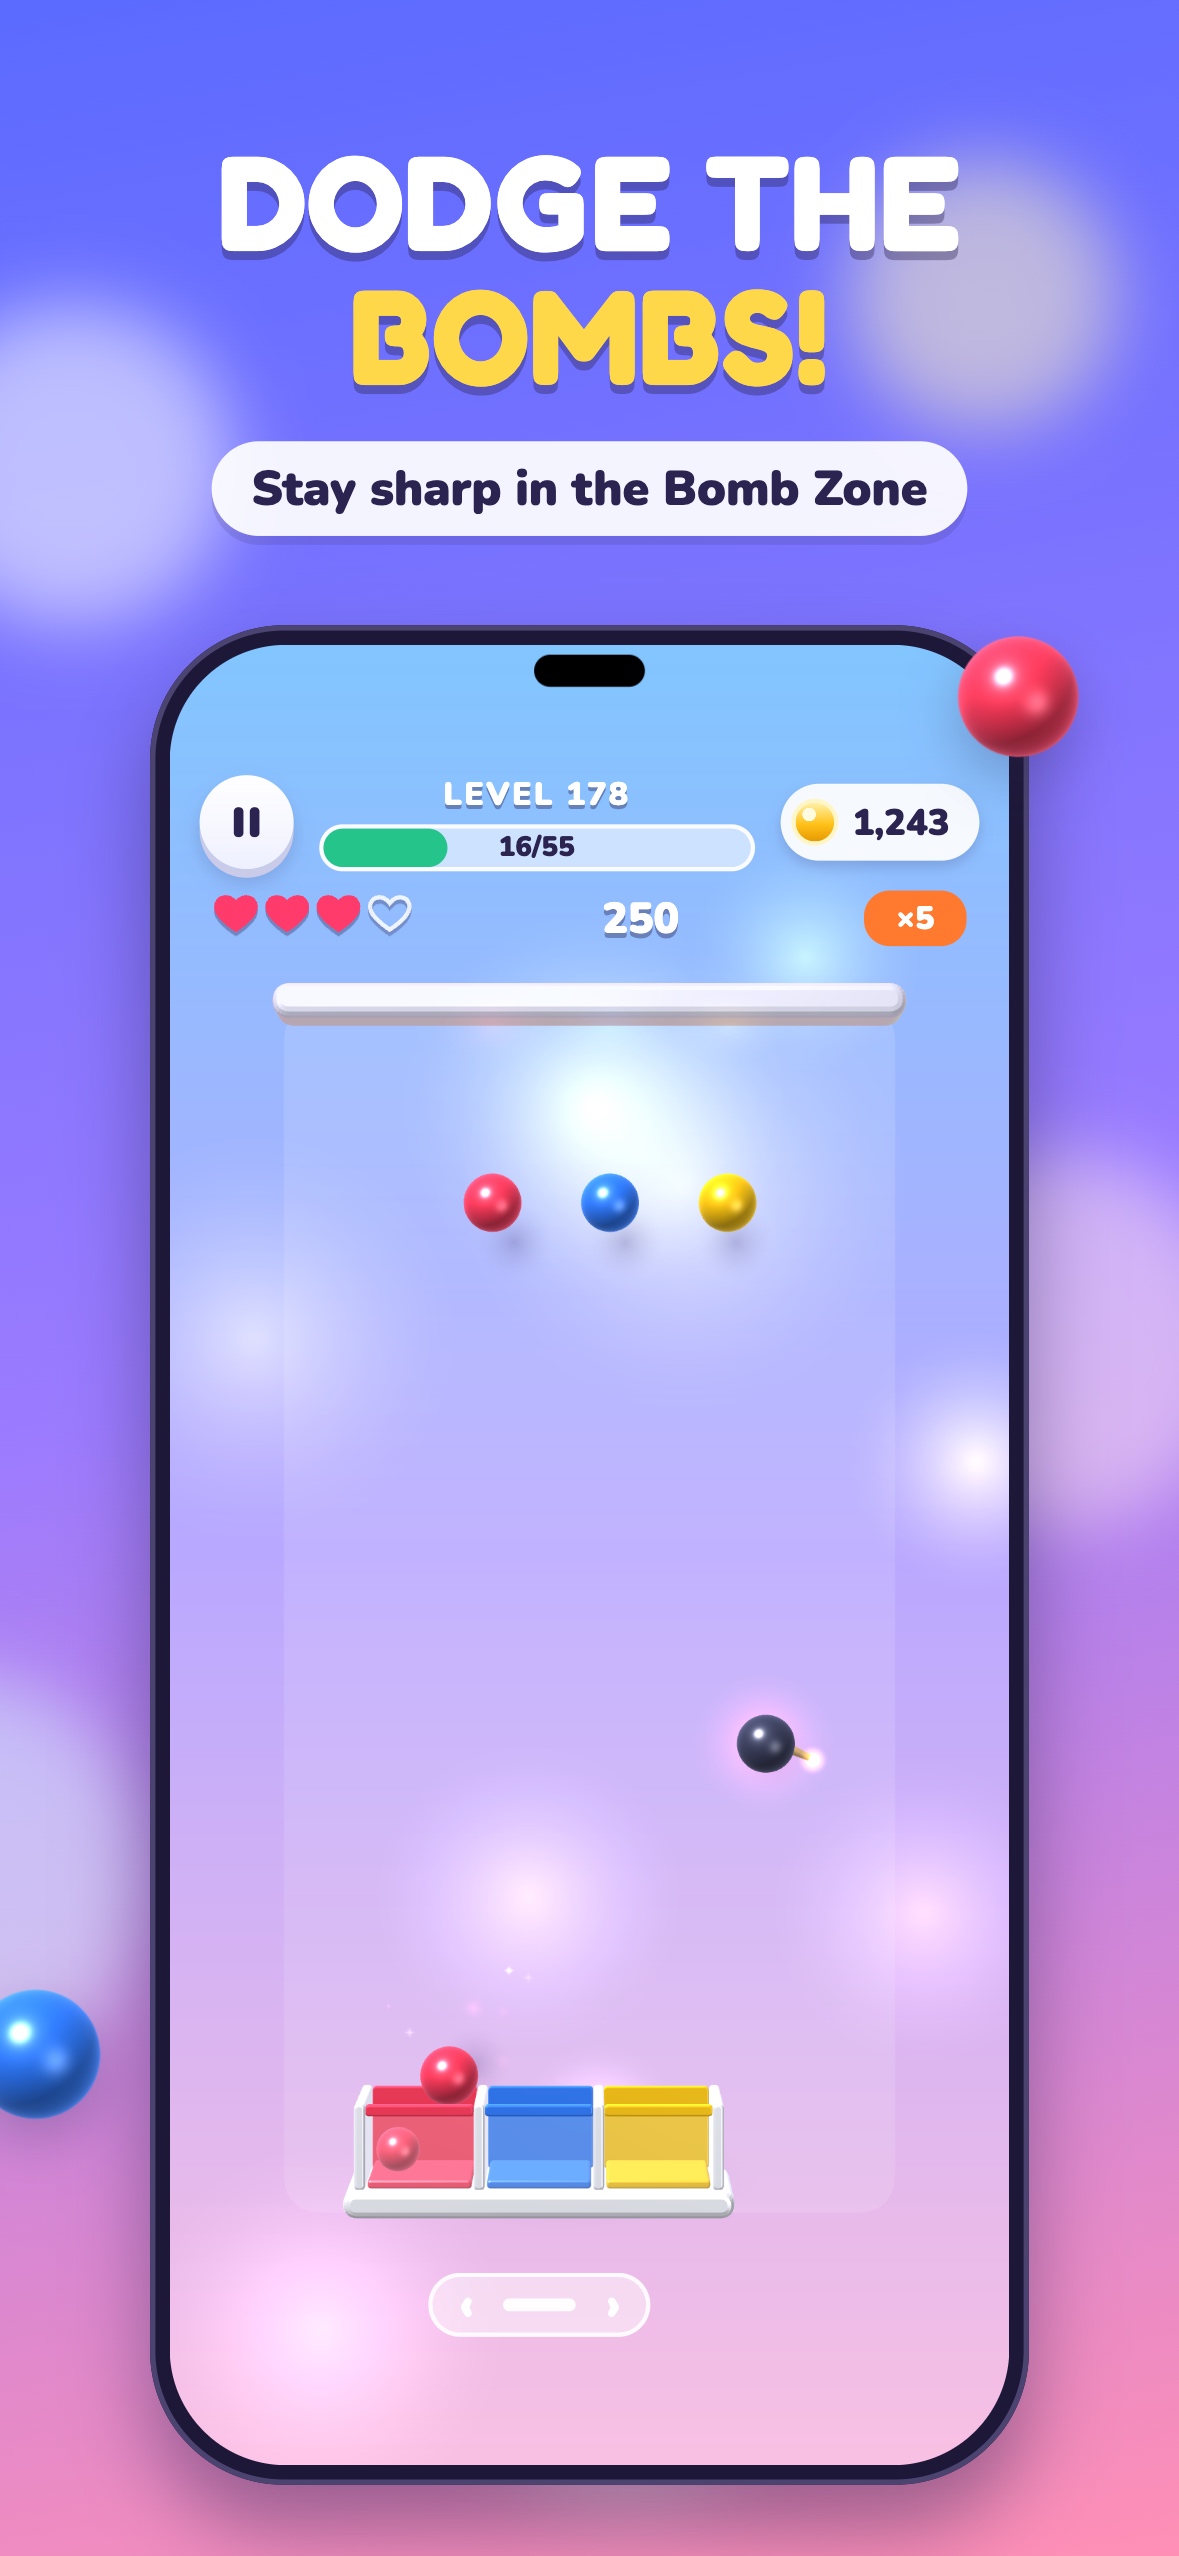 DODGE THE
BOMBS!
Stay sharp in the Bomb Zone
LEVEL 178
16/55
1,243
250
×5